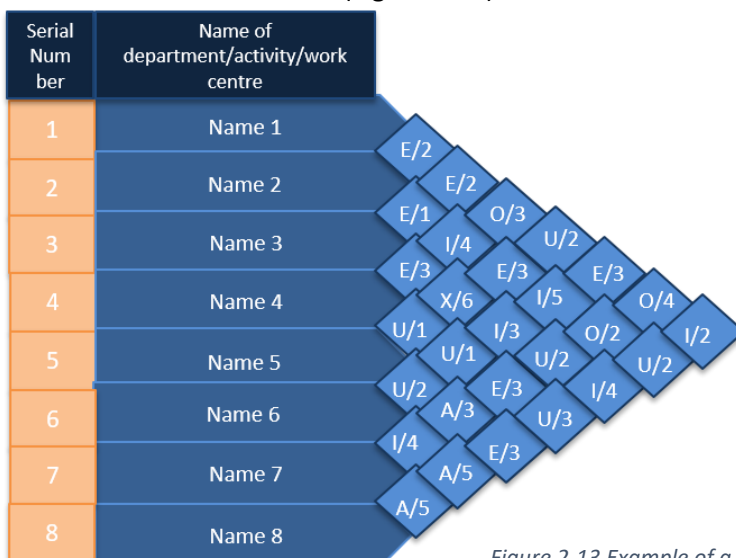 Serial
Num
ber
Name of
department/activity/work
centre
1
Name 1
E/2
2
Name 2
E/2
E/1
O/3
3
Name 3
I/4
U/2
E/3
E/3
E/3
4
Name 4
X/6
I/5
O/4
U/1
I/3
O/2
I/2
5
Name 5
U/1
U/2
U/2
U/2
E/3
I/4
6
Name 6
A/3
U/3
I/4
E/3
7
Name 7
A/5
A/5
8
Name 8
Figure 2-13 Example of a